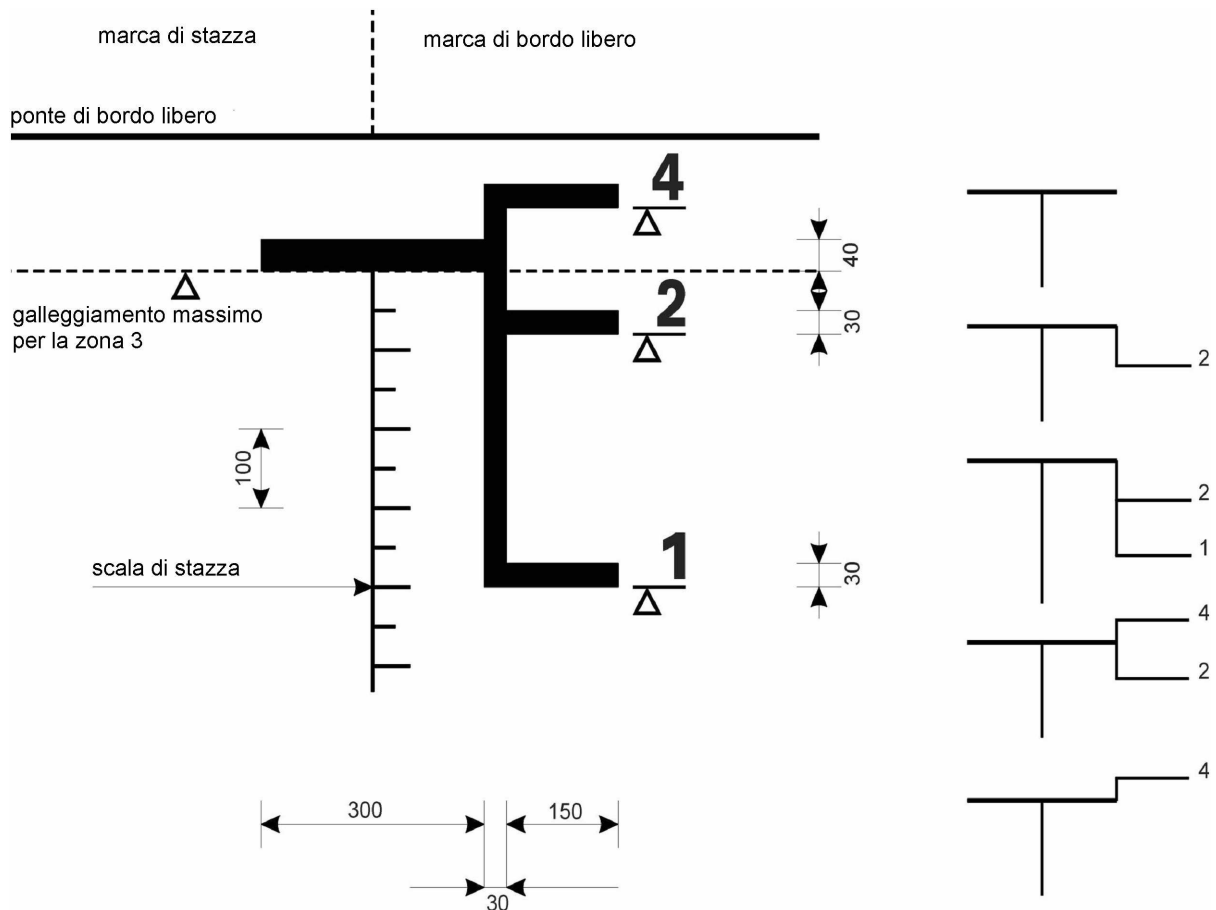 marca di stazza
marca di bordo libero
ponte di bordo libero
4
40
galleggiamento massimo
per la zona 3
2
30
2
100
2
1
scala di stazza
1
30
4
2
4
300
150
30